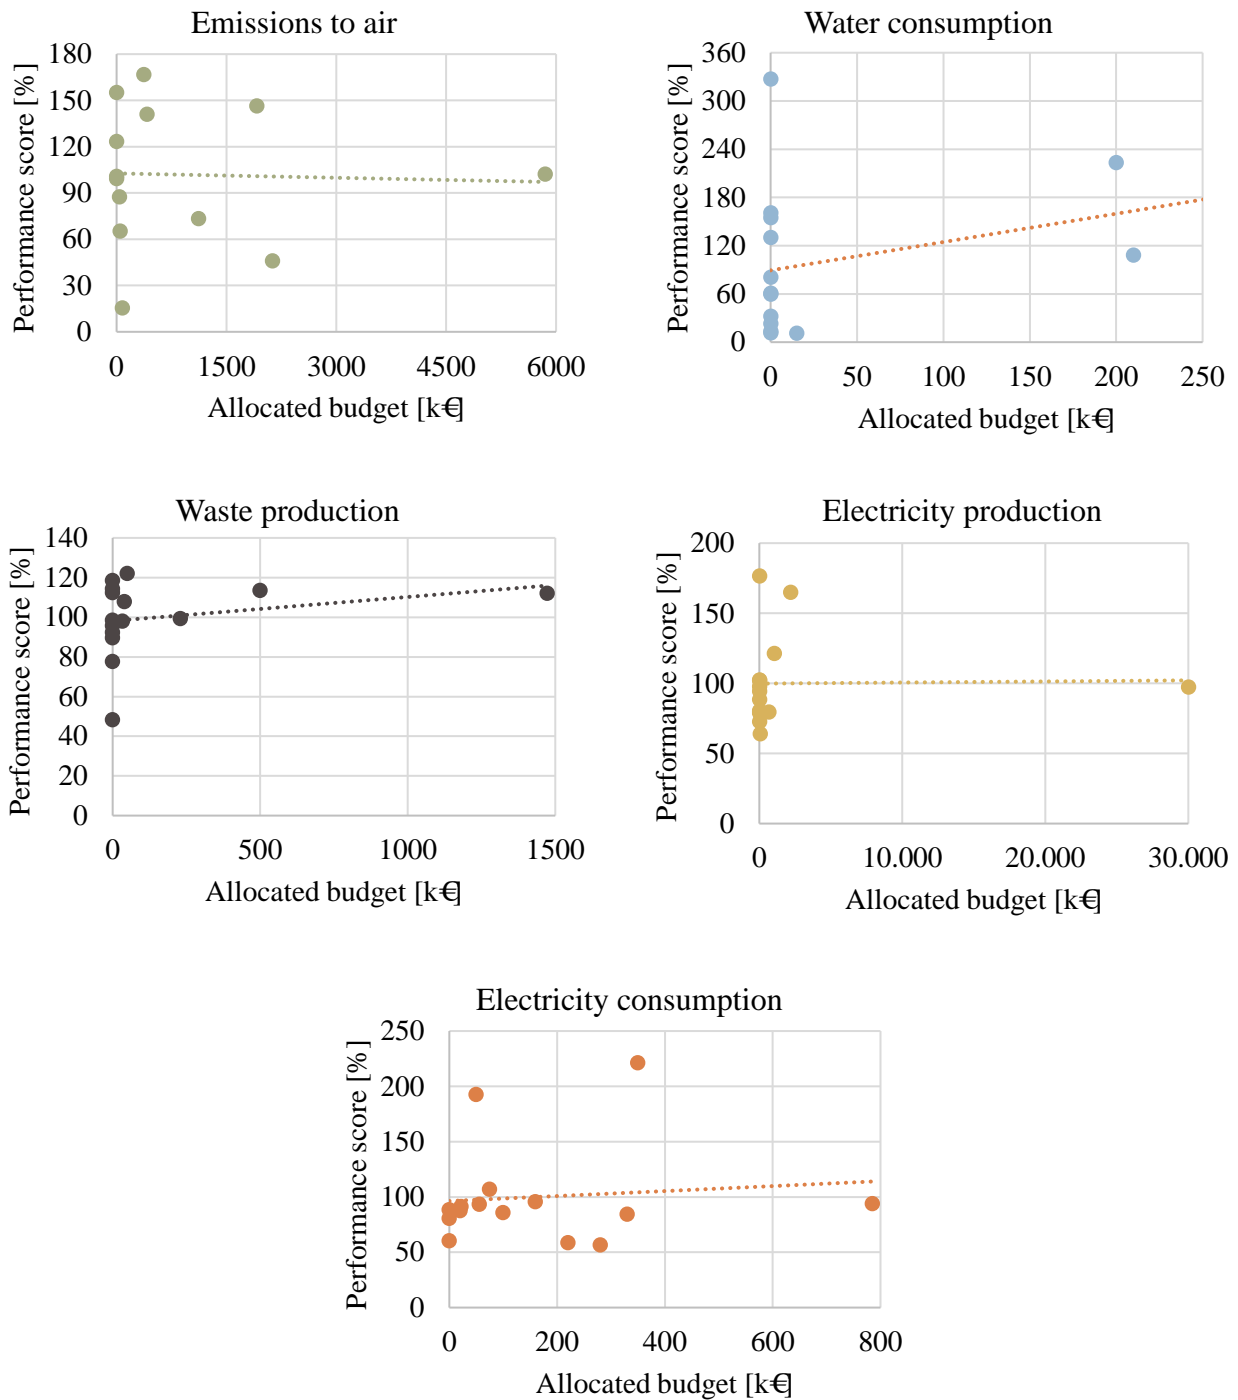 Emissions to air
Performance score [%]
180
150
120
90
60
30
0
0 1500 3000 4500 6000
Allocated budget [k€]
Water consumption
Performance score [%]
360
300
240
180
120
60
0
0 50 100 150 200 250
Allocated budget [k€]
Waste production
Performance score [%]
140
120
100
80
60
40
20
0
0 500 1000 1500
Allocated budget [k€]
Electricity production
Performance score [%]
200
150
100
50
0
0 10.000 20.000 30.000
Allocated budget [k€]
Electricity consumption
Performance score [%]
250
200
150
100
50
0
0 200 400 600 800
Allocated budget [k€]